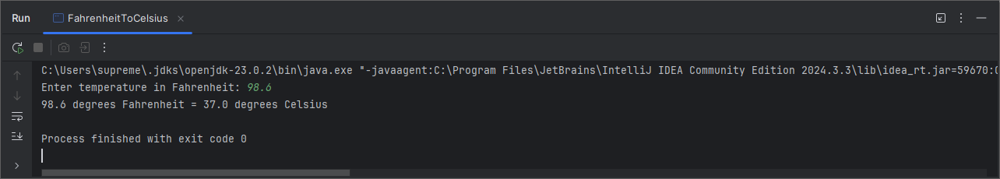 Run FahrenheitToCelsius
C:\Users\supreme\.jdks\openjdk-23.0.2\bin\java.exe "-javaagent:C:\Program Files\JetBrains\IntelliJ IDEA Community Edition 2024.3.3\lib\idea_rt.jar=59670:
Enter temperature in Fahrenheit: 98.6
98.6 degrees Fahrenheit = 37.0 degrees Celsius
Process finished with exit code 0